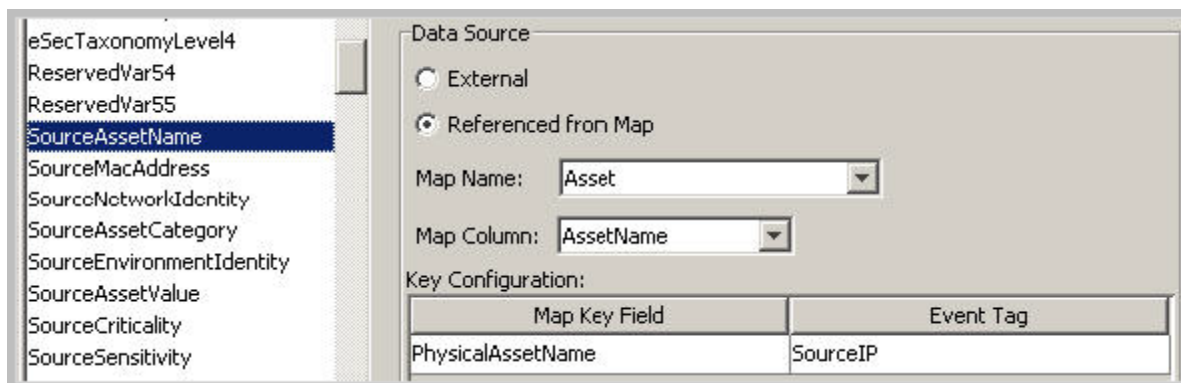 eSecTaxonomyLevel4
ReservedVar54
ReservedVar55
SourceAssetName
SourceMacAddress
SourceNetworkIdentity
SourceAssetCategory
SourceEnvironmentIdentity
SourceAssetValue
SourceCriticality
SourceSensitivity
Data Source
External
Referenced from Map
Map Name: Asset
Map Column: AssetName
Key Configuration:
Map Key Field Event Tag
PhysicalAssetName SourceIP